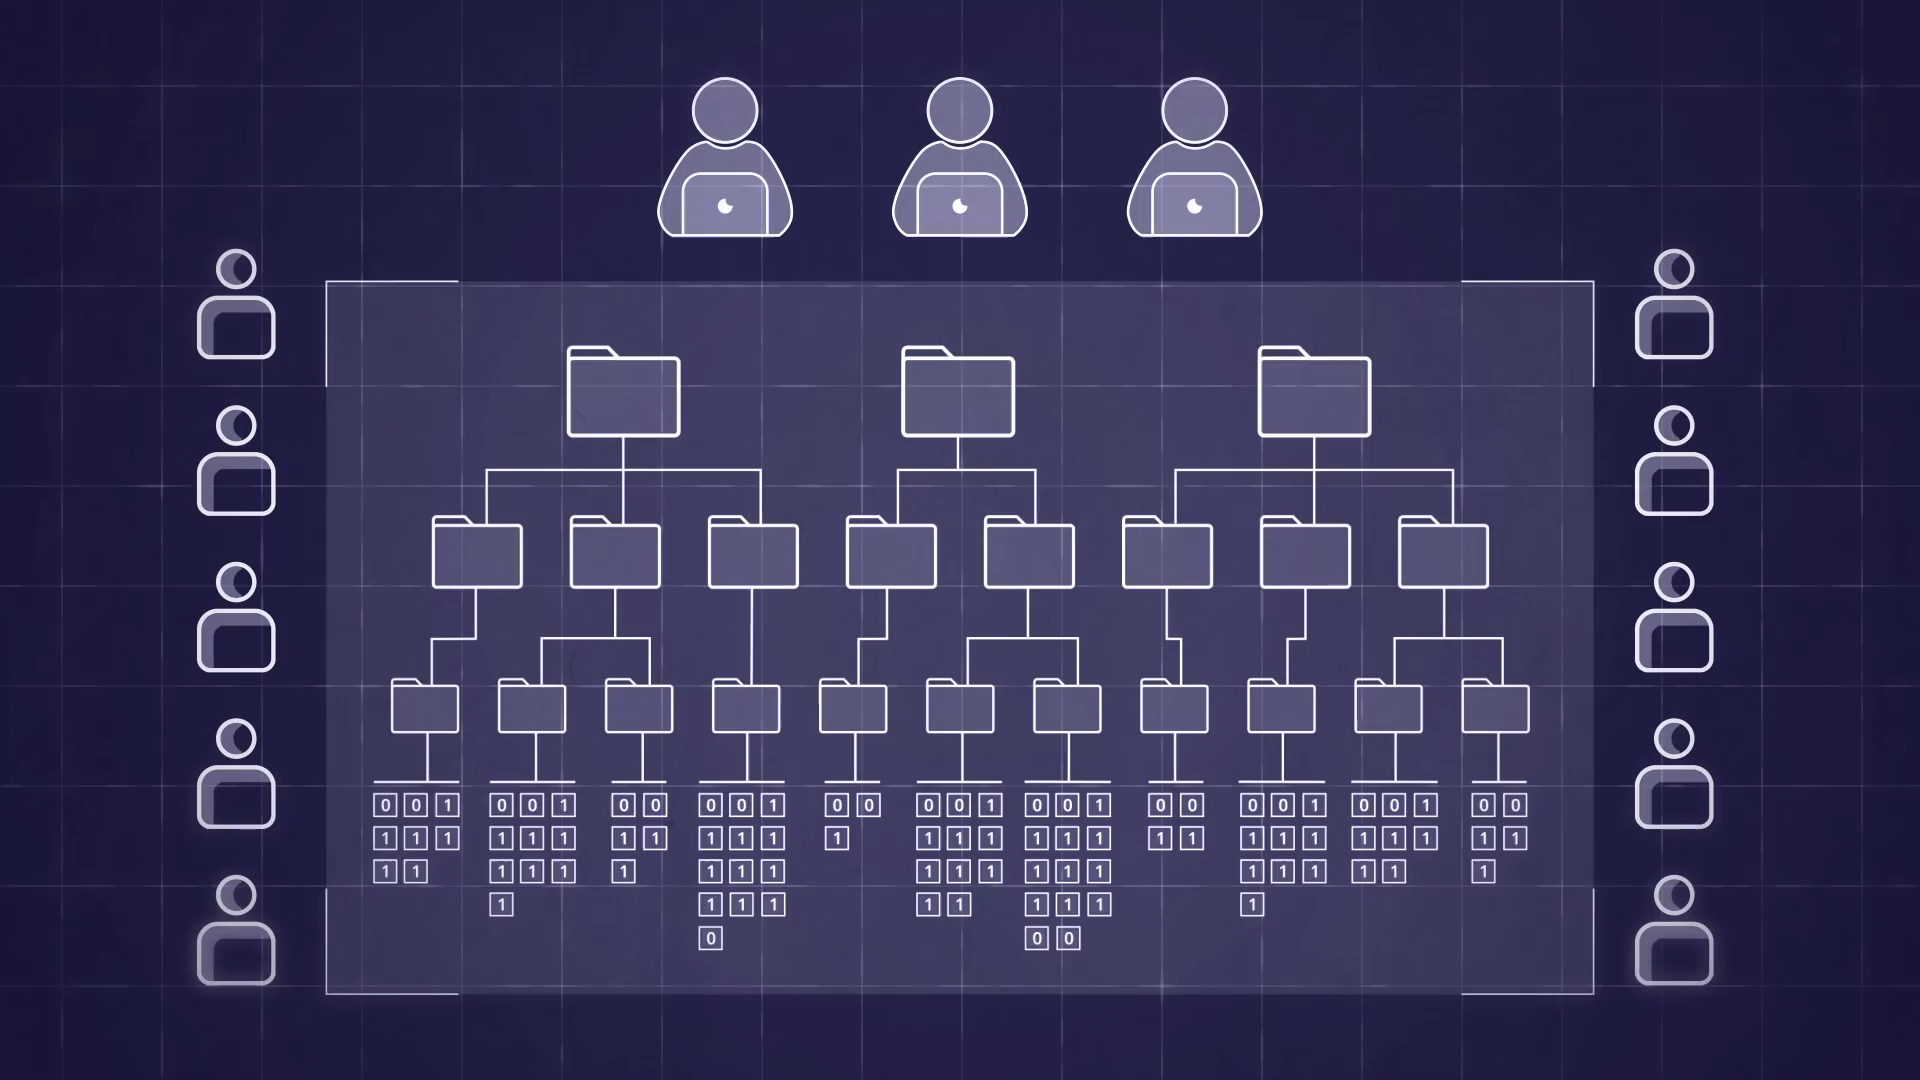 0 0 1 0 0 1 0 0 0 0 1 0 0 0 0 1 0 0 1 0 0 0 0 1 0 0 1 0 0
1 1 1 1 1 1 1 1 1 1 1 1 1 1 1 1 1 1 1 1 1 1 1 1 1 1 1 1
1 1 1 1 1 1 1 1 1 1 1 1 1 1 1 1 1 1 1 1 1
1 1 1 1 1 1 1 1 1 1
0 0 0